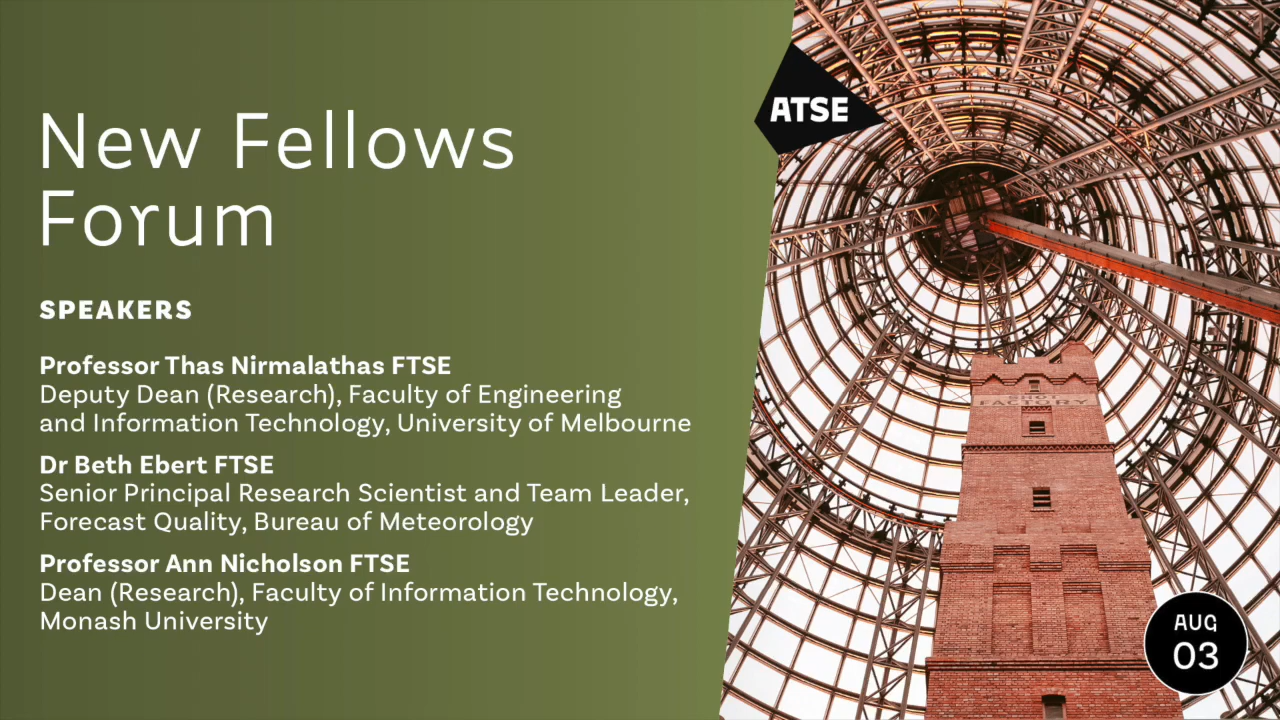 New Fellows
Forum
SPEAKERS
Professor Thas Nirmalathas FTSE
Deputy Dean (Research), Faculty of Engineering
and Information Technology, University of Melbourne
Dr Beth Ebert FTSE
Senior Principal Research Scientist and Team Leader,
Forecast Quality, Bureau of Meteorology
Professor Ann Nicholson FTSE
Dean (Research), Faculty of Information Technology,
Monash University
ATSE
SHOT
FACTORY
AUG
03